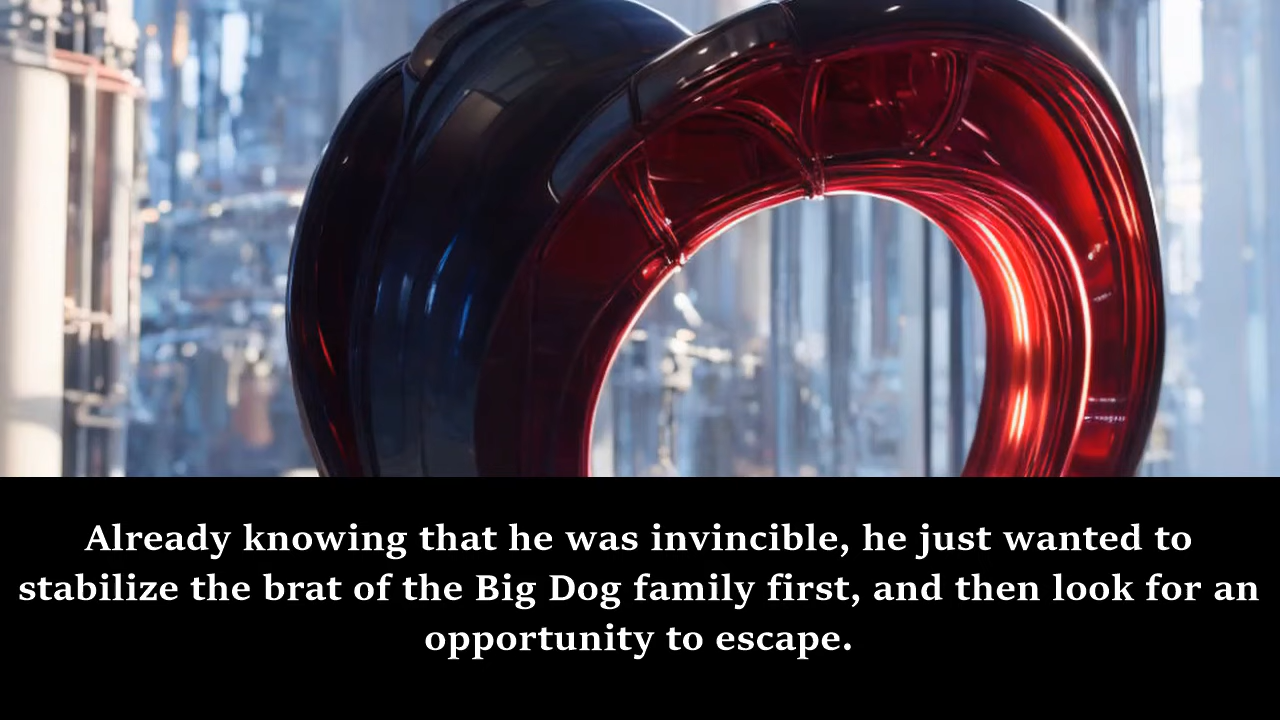 Already knowing that he was invincible, he just wanted to
stabilize the brat of the Big Dog family first, and then look for an
opportunity to escape.